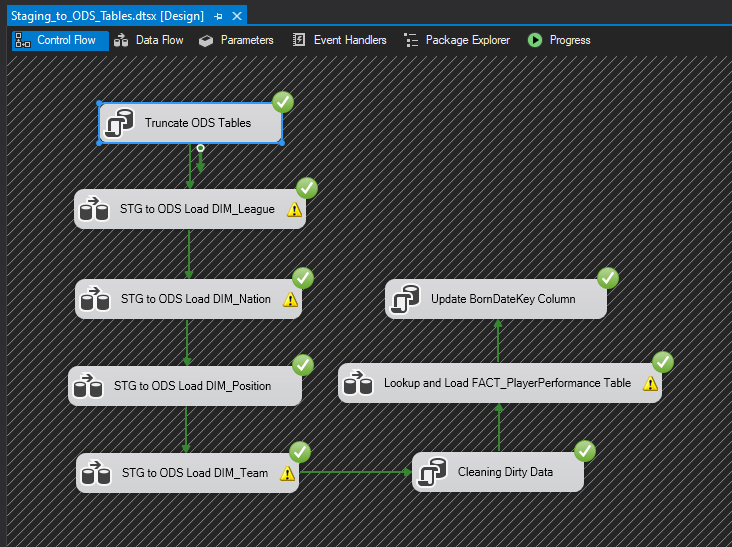 Staging_to_ODS_Tables.dtsx [Design]
Control Flow Data Flow Parameters Event Handlers Package Explorer Progress
Truncate ODS Tables
STG to ODS Load DIM_League
STG to ODS Load DIM_Nation
STG to ODS Load DIM_Position
STG to ODS Load DIM_Team
Cleaning Dirty Data
Lookup and Load FACT_PlayerPerformance Table
Update BornDateKey Column